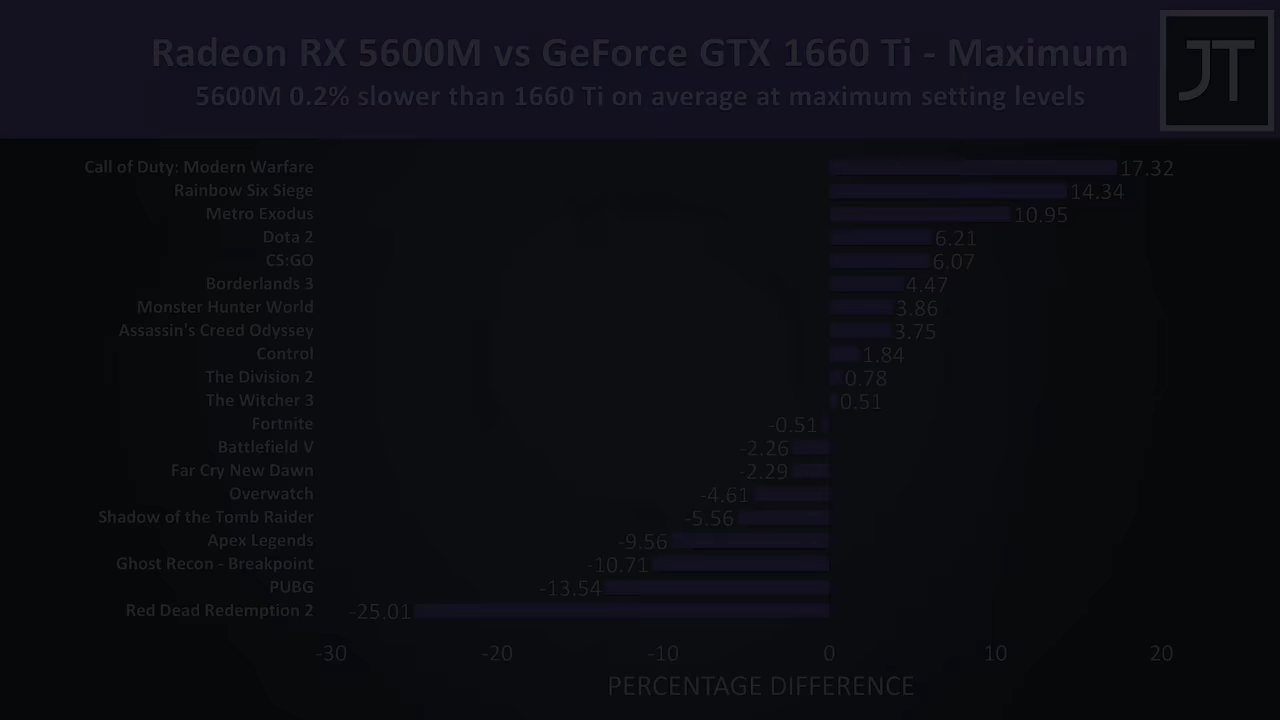 Radeon RX 5600M vs GeForce GTX 1660 Ti - Maximum
5600M 0.2% slower than 1660 Ti on average at maximum setting levels
JT
Call of Duty: Modern Warfare 17.32
Rainbow Six Siege 14.34
Metro Exodus 10.95
Dota 2 6.21
CS:GO 6.07
Borderlands 3 4.47
Monster Hunter World 3.86
Assassin's Creed Odyssey 3.75
Control 1.84
The Division 2 0.78
The Witcher 3 0.51
Fortnite -0.51
Battlefield V -2.26
Far Cry New Dawn -2.29
Overwatch -4.61
Shadow of the Tomb Raider -5.56
Apex Legends -9.56
Ghost Recon - Breakpoint -10.71
PUBG -13.54
Red Dead Redemption 2 -25.01
-30 -20 -10 0 10 20
PERCENTAGE DIFFERENCE